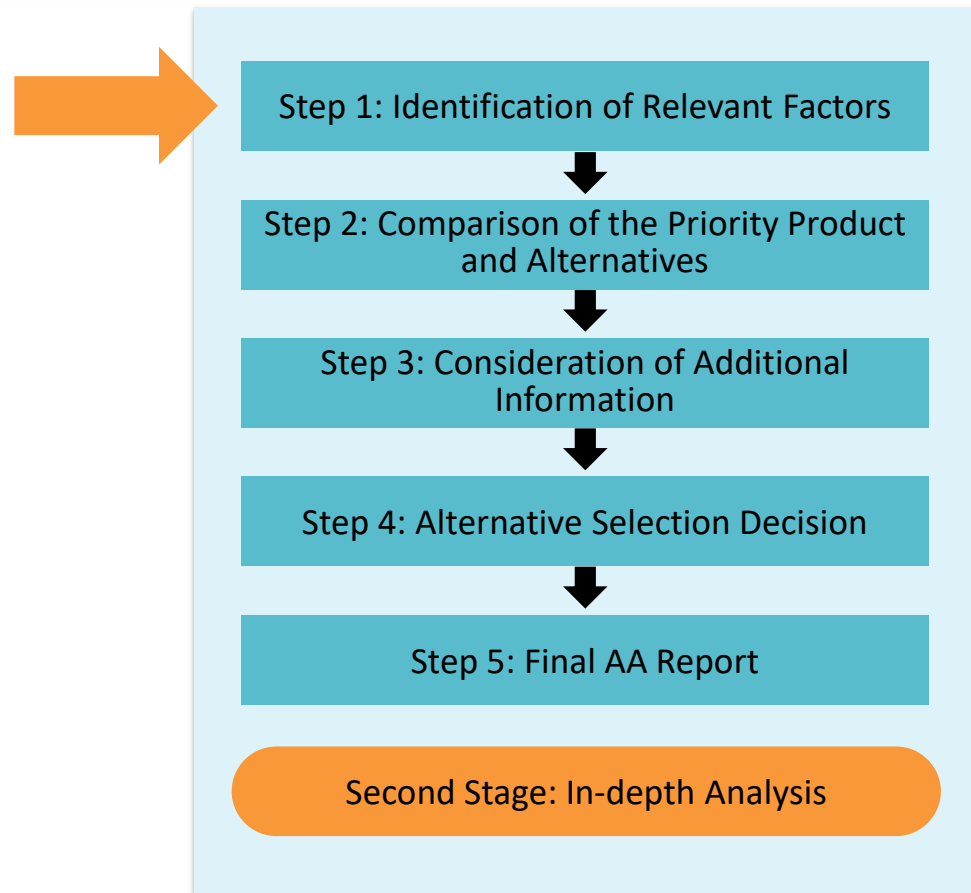 Step 1: Identification of Relevant Factors
Step 2: Comparison of the Priority Product
and Alternatives
Step 3: Consideration of Additional
Information
Step 4: Alternative Selection Decision
Step 5: Final AA Report
Second Stage: In-depth Analysis